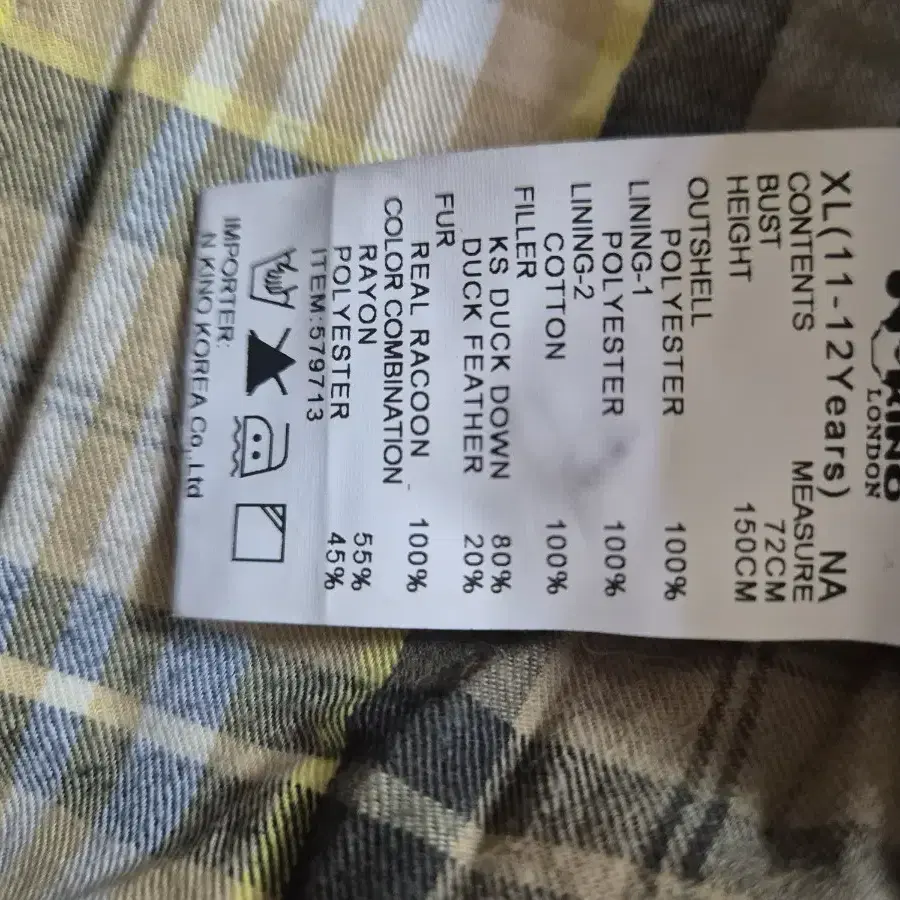 LONDON
XL(11-12Years) NA
CONTENTS MEASURE
BUST 72CM
HEIGHT 150CM
OUTSHELL
POLYESTER 100%
LINING-1
POLYESTER 100%
LINING-2
COTTON 100%
FILLER
KS DUCK DOWN 80%
DUCK FEATHER 20%
FUR
REAL RACOON 100%
COLOR COMBINATION
RAYON 55%
POLYESTER 45%
ITEM:579713
IMPORTER:
N KINO KOREA Co,.Ltd